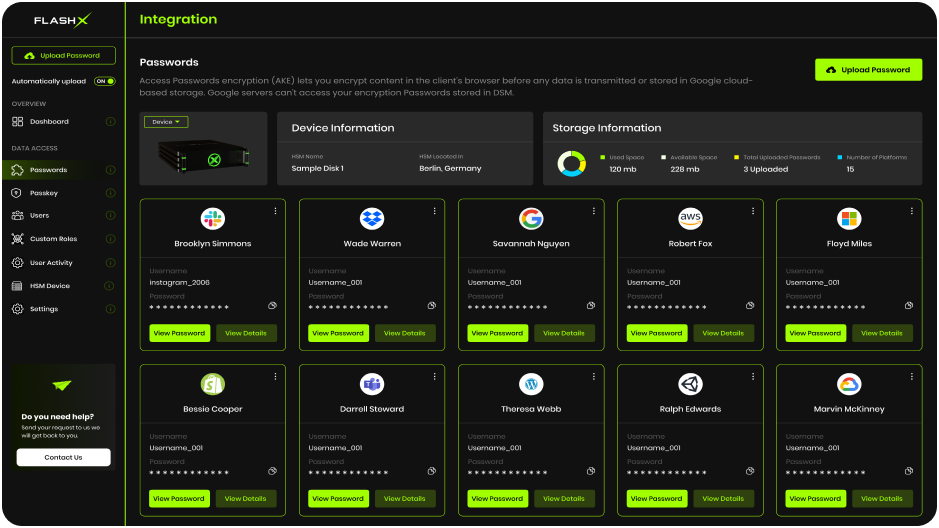 FLASHX
Integration
Upload Password
Automatically upload ON
OVERVIEW
Dashboard
DATA ACCESS
Passwords
Passkey
Users
Custom Roles
User Activity
HSM Device
Settings
Do you need help?
Send your request to us we
will get back to you.
Contact Us
Passwords
Access Passwords encryption (AKE) lets you encrypt content in the client's browser before any data is transmitted or stored in Google cloud-
based storage. Google servers can't access your encryption Passwords stored in DSM.
Upload Password
Device
Device Information
HSM Name
Sample Disk 1
HSM Located In
Berlin, Germany
Storage Information
Used Space
120 mb
Available Space
228 mb
Total Uploaded Passwords
3 Uploaded
Number of Platforms
15
Brooklyn Simmons
Username
instagram_2006
Password
************
View Password View Details
Wade Warren
Username
Username_001
Password
************
View Password View Details
Savannah Nguyen
Username
Username_001
Password
************
View Password View Details
aws
Robert Fox
Username
Username_001
Password
************
View Password View Details
Floyd Miles
Username
Username_001
Password
************
View Password View Details
Bessie Cooper
Username
Username_001
Password
************
View Password View Details
Darrell Steward
Username
Username_001
Password
************
View Password View Details
Theresa Webb
Username
Username_001
Password
************
View Password View Details
Ralph Edwards
Username
Username_001
Password
************
View Password View Details
Marvin McKinney
Username
Username_001
Password
************
View Password View Details